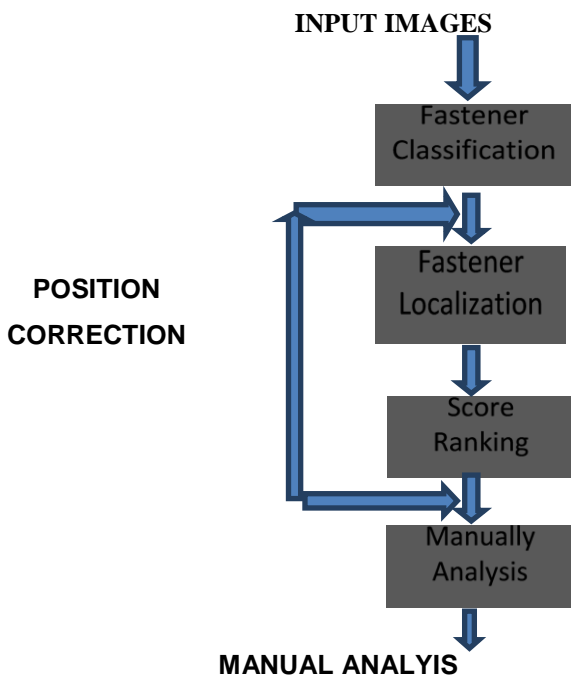 INPUT IMAGES
Fastener
Classification
Fastener
Localization
POSITION
CORRECTION
Score
Ranking
Manually
Analysis
MANUAL ANALYIS